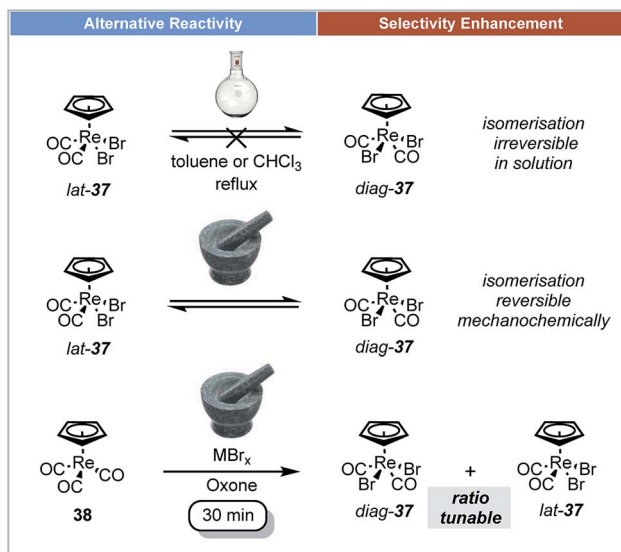 Alternative Reactivity
Selectivity Enhancement
Re
OC
OC
Br
Br
lat-37
toluene or CHCl₃
reflux
Re
OC
Br
Br
CO
diag-37
isomerisation
irreversible
in solution
Re
OC
OC
Br
Br
lat-37
Re
OC
Br
Br
CO
diag-37
isomerisation
reversible
mechanochemically
Re
OC
OC
CO
38
MBrₓ
Oxone
30 min
Re
OC
Br
Br
CO
diag-37
+
ratio
tunable
Re
OC
OC
Br
Br
lat-37